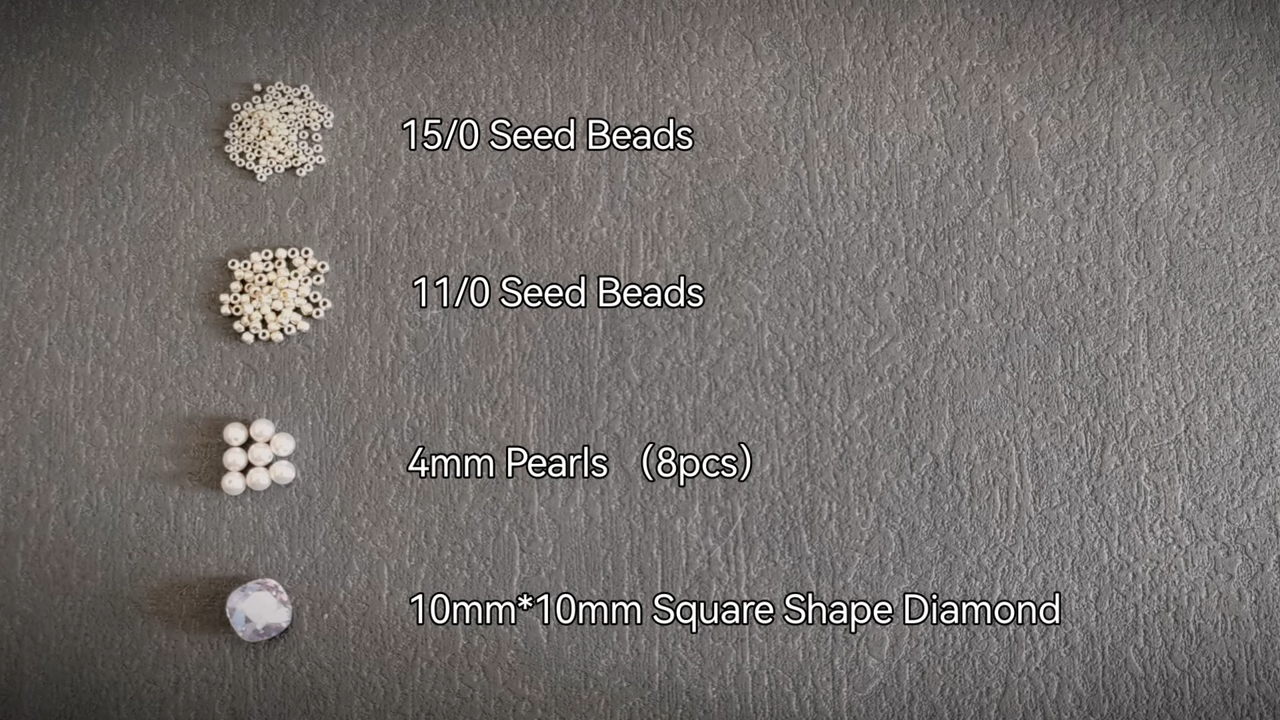 15/0 Seed Beads
11/0 Seed Beads
4mm Pearls （8pcs）
10mm*10mm Square Shape Diamond